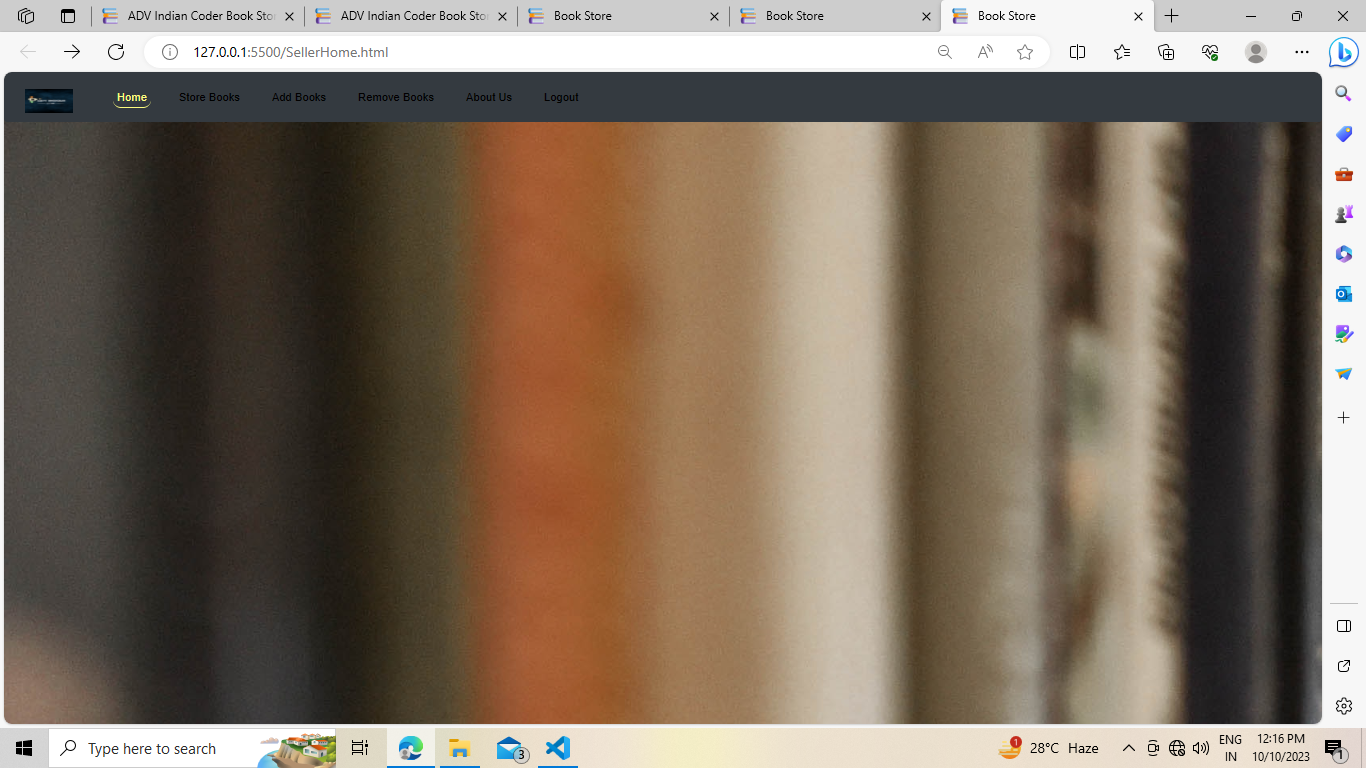 ADV Indian Coder Book Sto
ADV Indian Coder Book Stor
Book Store
Book Store
Book Store
127.0.0.1:5500/SellerHome.html
Home Store Books Add Books Remove Books About Us Logout
Type here to search
3
1
28°C Haze
ENG
IN
12:16 PM
10/10/2023
1